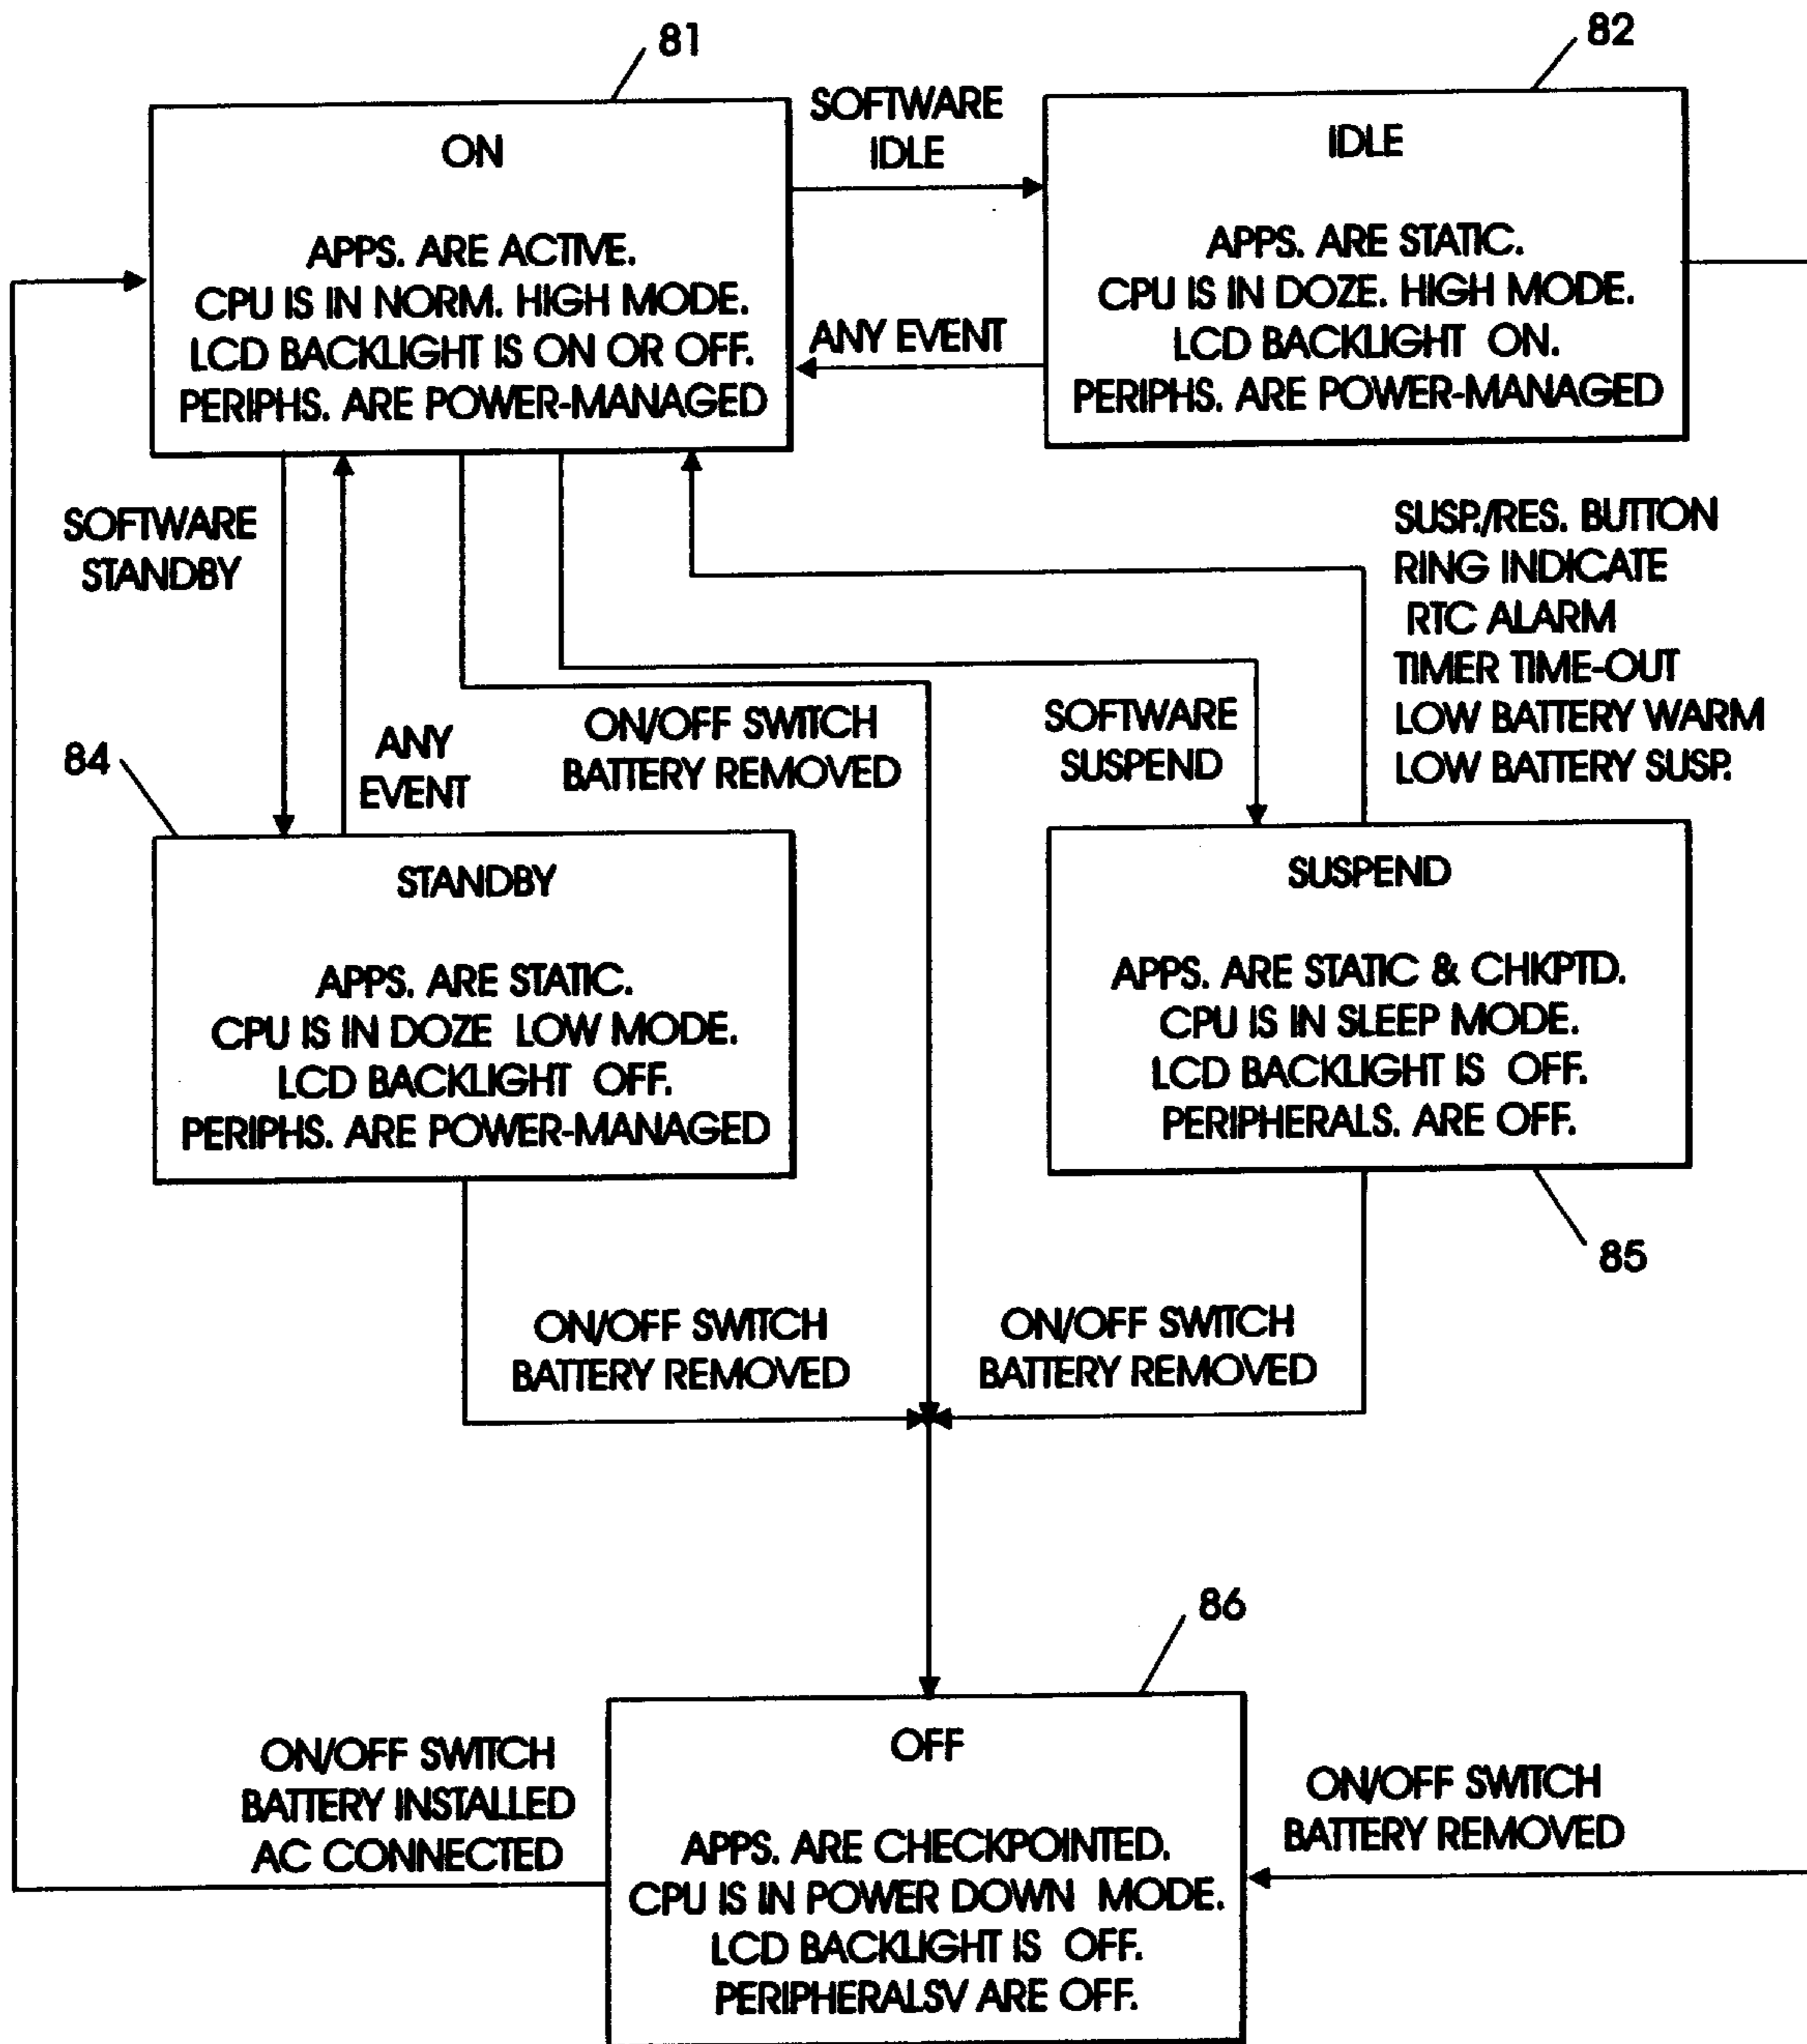 81
82
SOFTWARE
IDLE
ON
APPS. ARE ACTIVE.
CPU IS IN NORM. HIGH MODE.
LCD BACKLIGHT IS ON OR OFF.
PERIPHS. ARE POWER-MANAGED
IDLE
APPS. ARE STATIC.
CPU IS IN DOZE. HIGH MODE.
LCD BACKLIGHT ON.
PERIPHS. ARE POWER-MANAGED
ANY EVENT
SOFTWARE
STANDBY
ANY
EVENT
ON/OFF SWITCH
BATTERY REMOVED
SOFTWARE
SUSPEND
SUSP./RES. BUTTON
RING INDICATE
RTC ALARM
TIMER TIME-OUT
LOW BATTERY WARM
LOW BATTERY SUSP.
84
STANDBY
APPS. ARE STATIC.
CPU IS IN DOZE LOW MODE.
LCD BACKLIGHT OFF.
PERIPHS. ARE POWER-MANAGED
SUSPEND
APPS. ARE STATIC & CHKPTD.
CPU IS IN SLEEP MODE.
LCD BACKLIGHT IS OFF.
PERIPHERALS. ARE OFF.
85
ON/OFF SWITCH
BATTERY REMOVED
ON/OFF SWITCH
BATTERY REMOVED
86
ON/OFF SWITCH
BATTERY INSTALLED
AC CONNECTED
OFF
APPS. ARE CHECKPOINTED.
CPU IS IN POWER DOWN MODE.
LCD BACKLIGHT IS OFF.
PERIPHERALSV ARE OFF.
ON/OFF SWITCH
BATTERY REMOVED